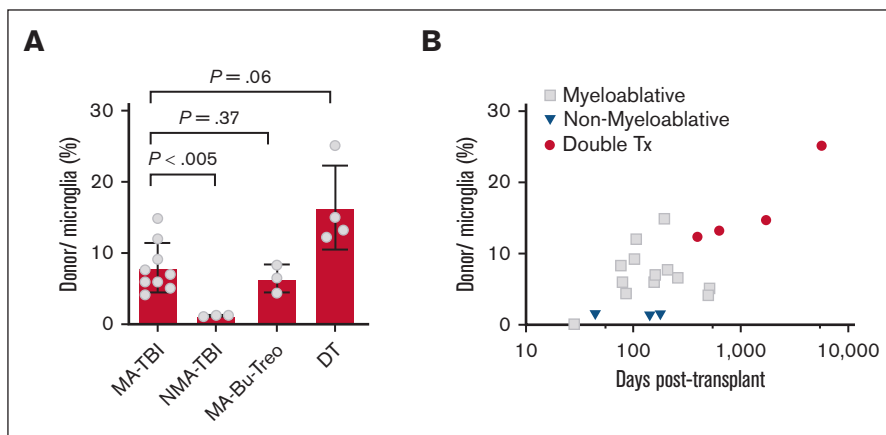 A
P = .06
P = .37
P < .005
Donor/ microglia (%)
30
20
10
0
MA-TBI
NMA-TBI
MA-Bu-Treo
DT
B
Myeloablative
Non-Myeloablative
Double Tx
Donor/ microglia (%)
30
20
10
0
10
100
1,000
10,000
Days post-transplant